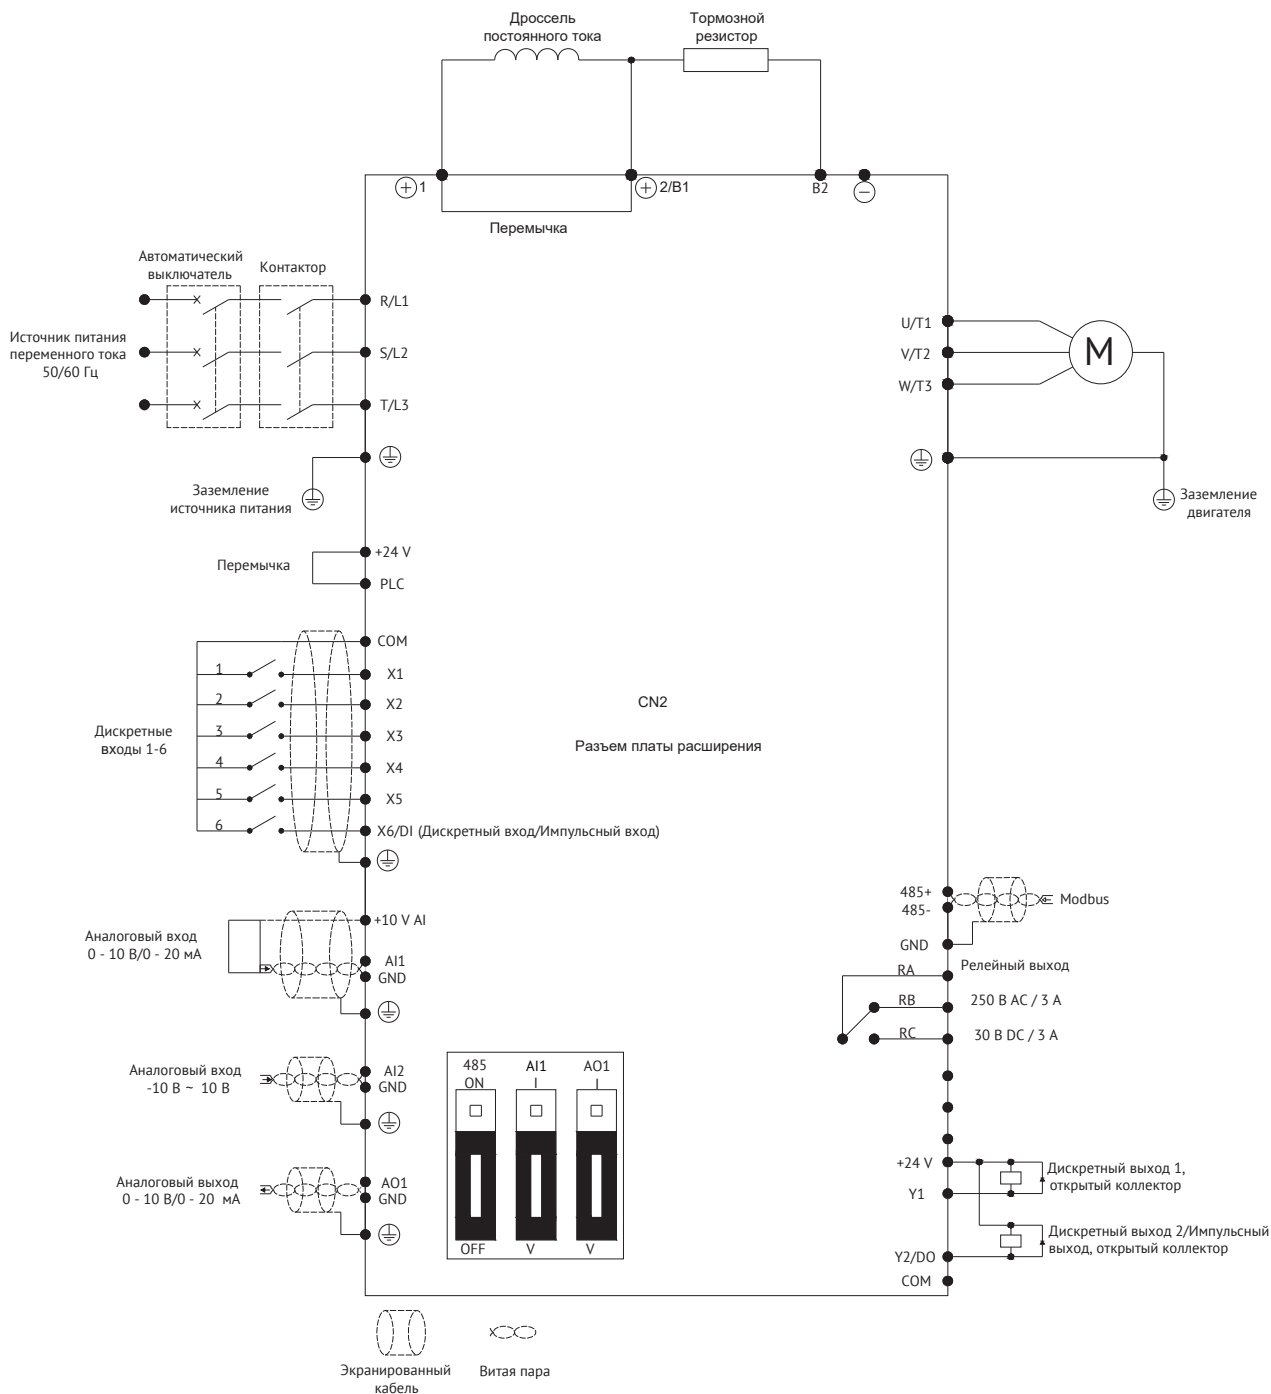 Дроссель
постоянного тока
Тормозной
резистор
1
2/B1
B2
Перемычка
Автоматический
выключатель
Контактор
R/L1
Источник питания
переменного тока
50/60 Гц
S/L2
T/L3
U/T1
V/T2
W/T3
M
Заземление
источника питания
Заземление
двигателя
+24 V
Перемычка
PLC
COM
1
X1
2
X2
Дискретные
входы 1-6
3
X3
4
X4
5
X5
6
X6/DI (Дискретный вход/Импульсный вход)
CN2
Разъем платы расширения
485+
485-
Modbus
GND
+10 V AI
Аналоговый вход
0 - 10 В/0 - 20 мА
AI1
GND
RA
Релейный выход
RB
250 В AC / 3 А
RC
30 В DC / 3 А
Аналоговый вход
-10 В ~ 10 В
AI2
GND
485
ON
AI1
I
AO1
I
OFF
V
V
Аналоговый выход
0 - 10 В/0 - 20 мА
AO1
GND
+24 V
Y1
Дискретный выход 1,
открытый коллектор
Дискретный выход 2/Импульсный
выход, открытый коллектор
Y2/DO
COM
Экранированный
кабель
Витая пара